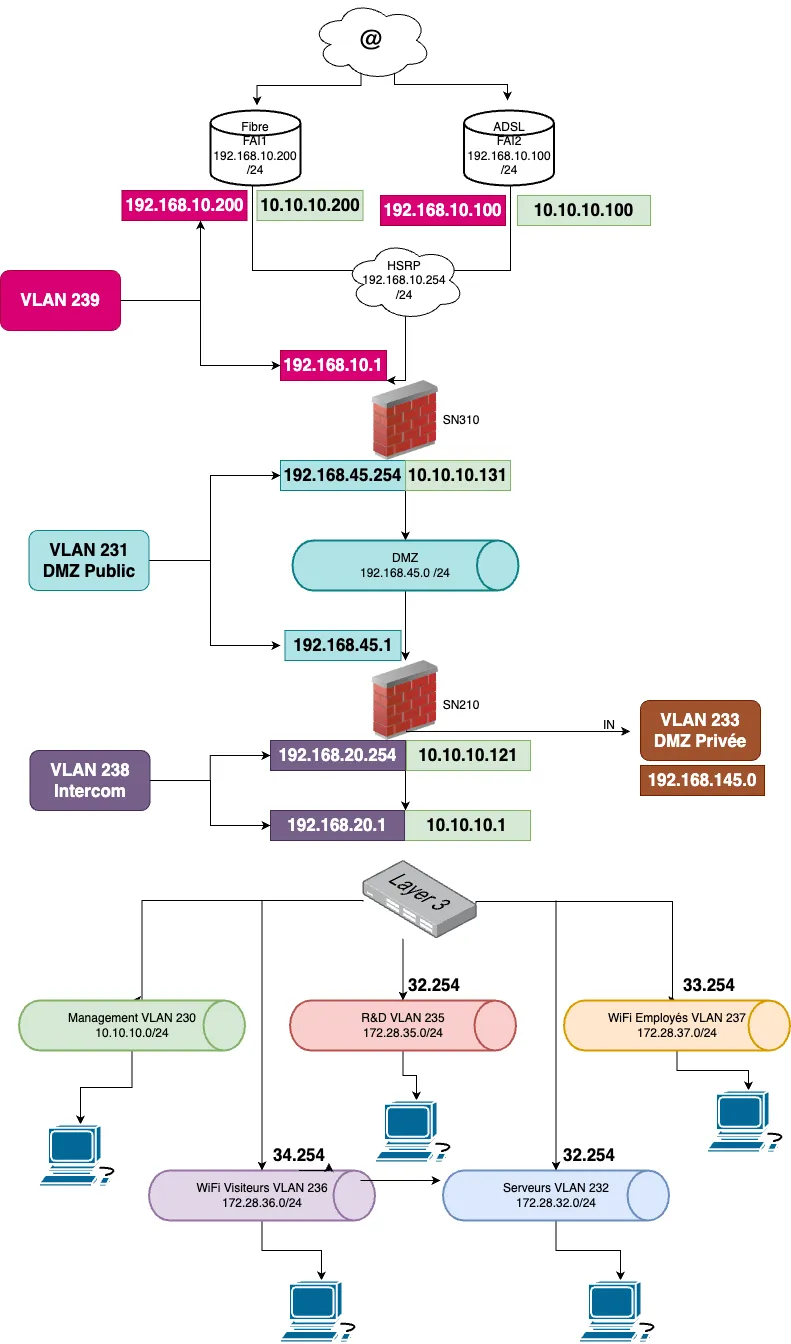 @
Fibre
FAI1
192.168.10.200
/24
ADSL
FAI2
192.168.10.100
/24
192.168.10.200
10.10.10.200
192.168.10.100
10.10.10.100
HSRP
192.168.10.254
/24
VLAN 239
192.168.10.1
SN310
192.168.45.254
10.10.10.131
VLAN 231
DMZ Public
DMZ
192.168.45.0 /24
192.168.45.1
SN210
IN
VLAN 233
DMZ Privée
192.168.145.0
VLAN 238
Intercom
192.168.20.254
10.10.10.121
192.168.20.1
10.10.10.1
Layer 3
32.254
33.254
Management VLAN 230
10.10.10.0/24
R&D VLAN 235
172.28.35.0/24
WiFi Employés VLAN 237
172.28.37.0/24
?
?
?
34.254
32.254
WiFi Visiteurs VLAN 236
172.28.36.0/24
Serveurs VLAN 232
172.28.32.0/24
?
?